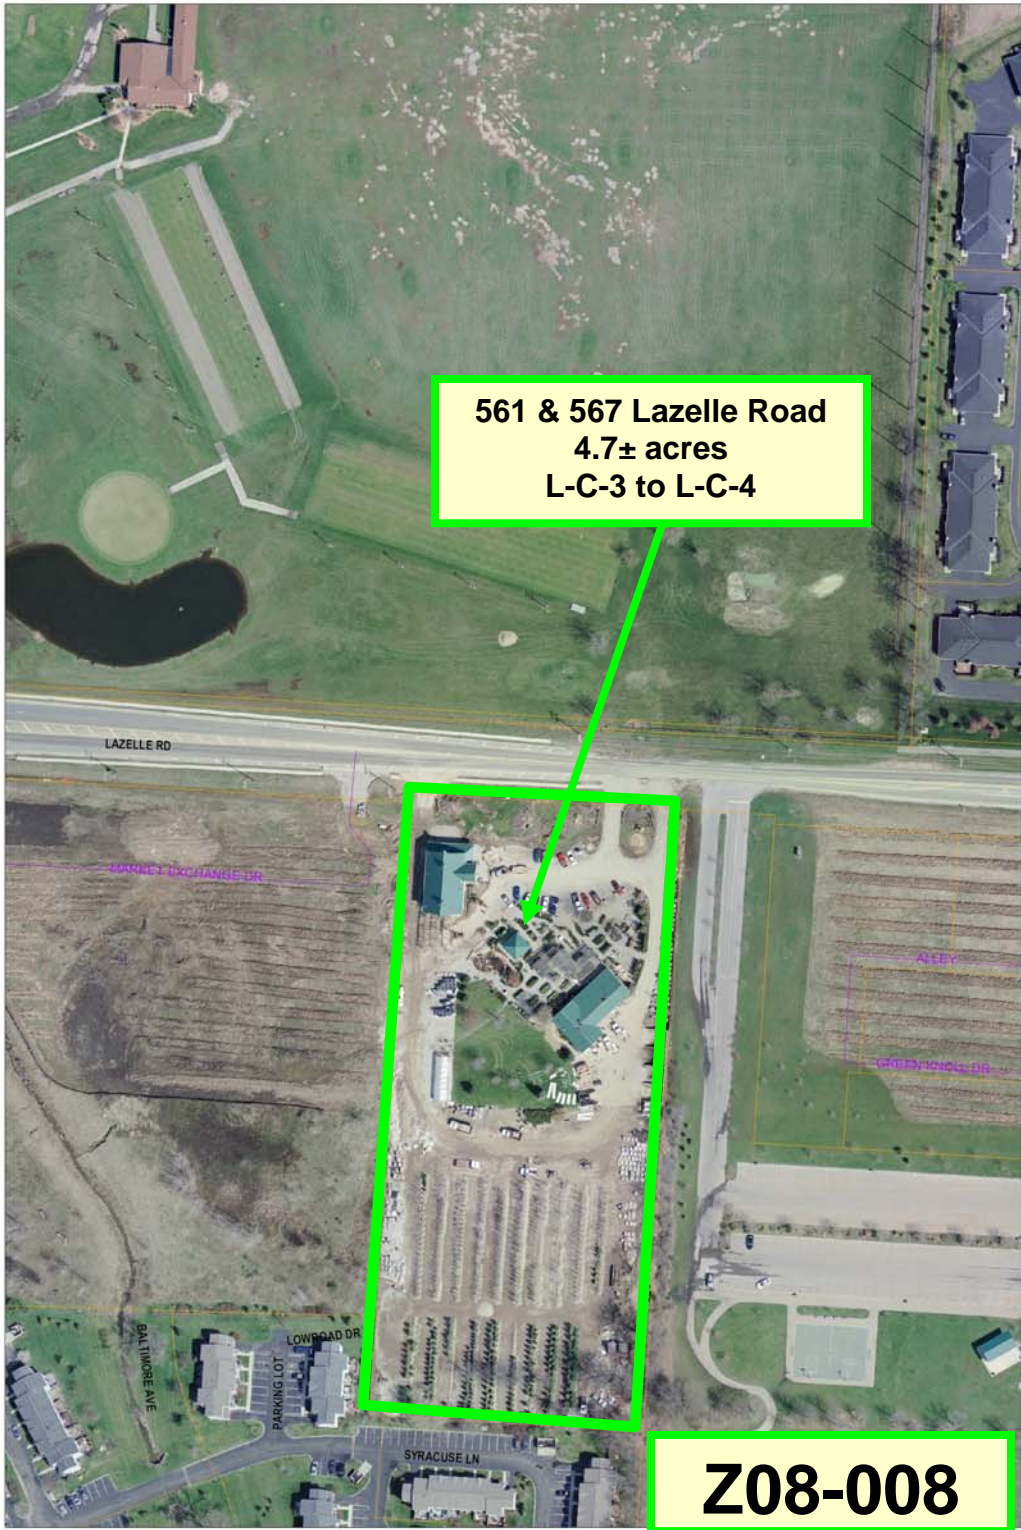 561 & 567 Lazelle Road
4.7± acres
L-C-3 to L-C-4
LAZELLE RD
MARKET EXCHANGE DR
ALLEY
GREEN KNOLL DR
BALTIMORE AVE
LOWROAD DR
PARKING LOT
SYRACUSE LN
Z08-008